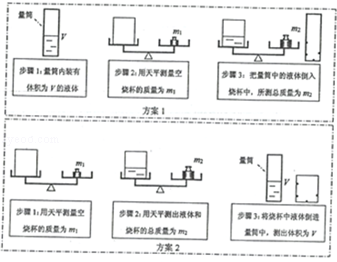 量筒
V
m₁
m₂
步骤1:量筒内装有
体积为V的液体
步骤2:用天平测量空
烧杯的质量为m₁
步骤3:把量筒中的液体倒入
烧杯中,所测总质量为m₂
方案1
m₁
m₂
量筒
V
步骤1:用天平测量空
烧杯的质量为m₁
步骤2:用天平测出液体和
烧杯的总质量为m₂
步骤3:将烧杯中液体倒进
量筒中,测出体积为V
方案2